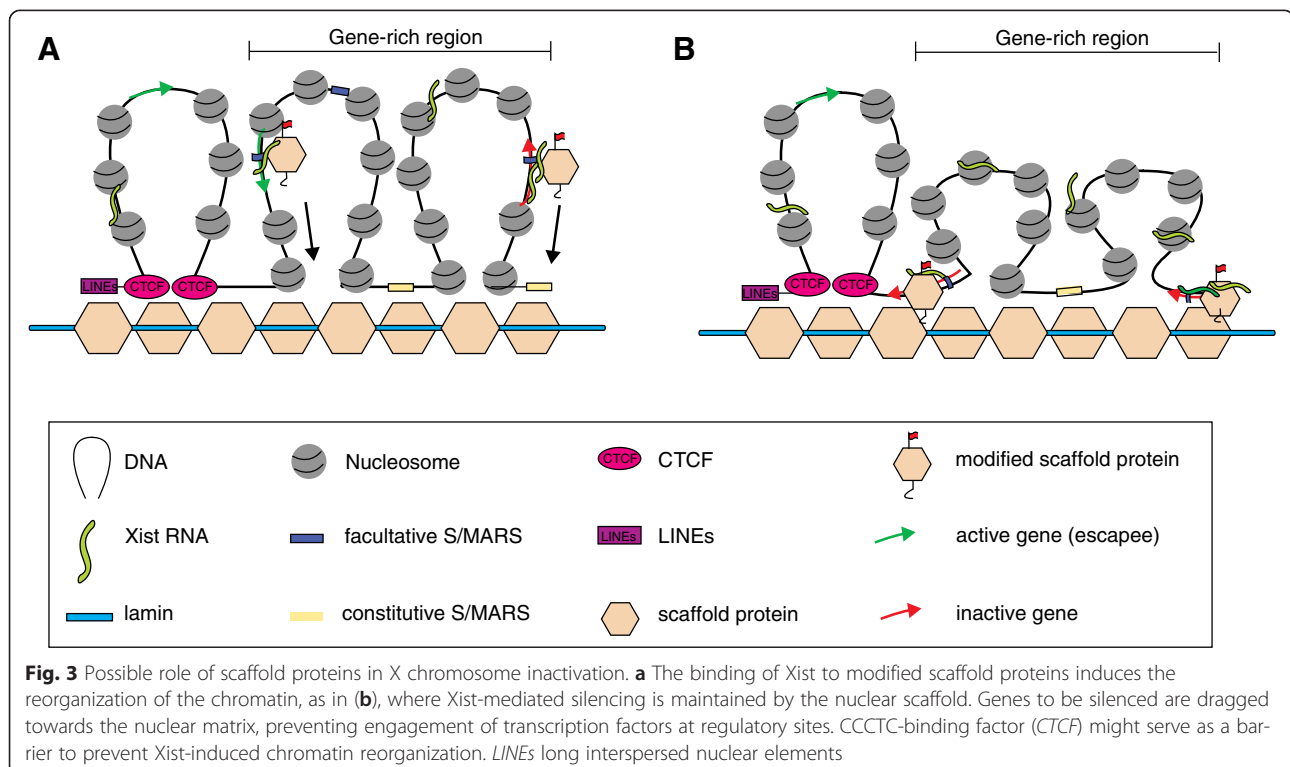 A
Gene-rich region
LINEs
CTCF
CTCF
B
Gene-rich region
LINEs
CTCF
CTCF
DNA
Nucleosome
CTCF
CTCF
modified scaffold protein
Xist RNA
facultative S/MARS
LINEs
LINEs
active gene (escapee)
lamin
constitutive S/MARS
scaffold protein
inactive gene
Fig. 3 Possible role of scaffold proteins in X chromosome inactivation. a The binding of Xist to modified scaffold proteins induces the
reorganization of the chromatin, as in (b), where Xist-mediated silencing is maintained by the nuclear scaffold. Genes to be silenced are dragged
towards the nuclear matrix, preventing engagement of transcription factors at regulatory sites. CCCTC-binding factor (CTCF) might serve as a bar-
rier to prevent Xist-induced chromatin reorganization. LINEs long interspersed nuclear elements